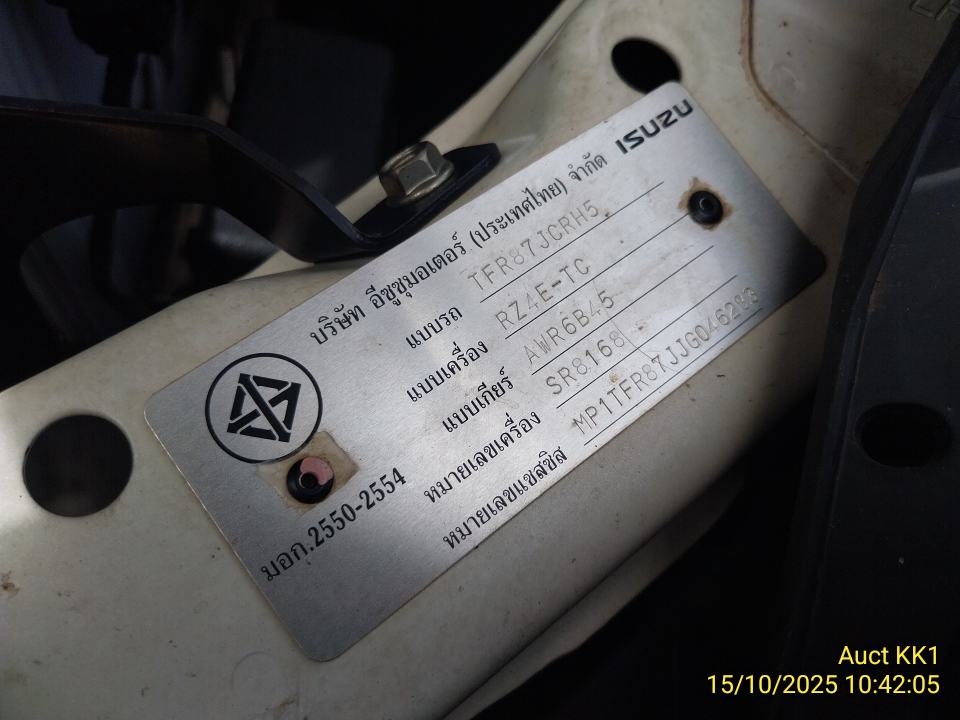 ISUZU
บริษัท อีซูซุมอเตอร์ (ประเทศไทย) จำกัด
แบบรถ TFR87JCRH5
แบบเครื่อง RZ4E-TC
แบบเกียร์ AWR6B45
หมายเลขเครื่อง SR8168
หมายเลขแชสซิส MP1TFR87JJG046283
มอก.2550-2554
Auct KK1
15/10/2025 10:42:05